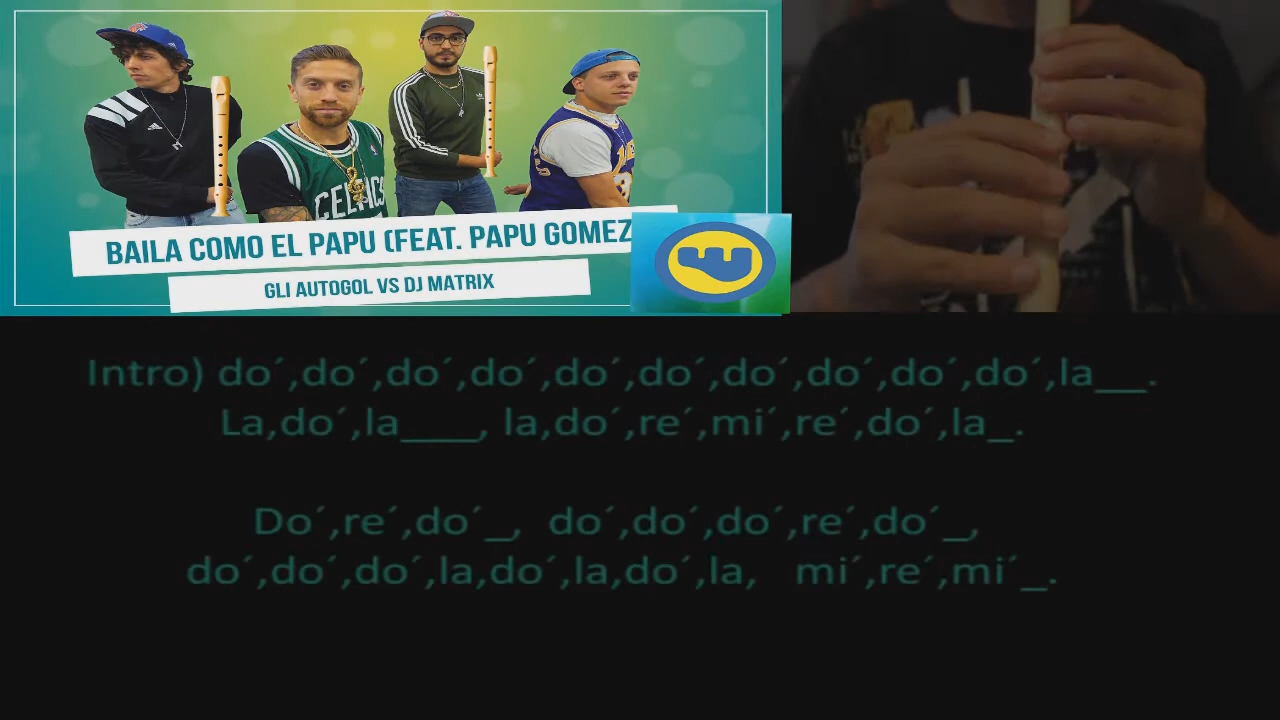 CELTICS
BAILA COMO EL PAPU (FEAT. PAPU GOMEZ
GLI AUTOGOL VS DJ MATRIX
Intro) do´,do´,do´,do´,do´,do´,do´,do´,do´,do´,la___.
La,do´,la____, la,do´,re´,mi´,re´,do´,la_.
Do´,re´,do´_, do´,do´,do´,re´,do´_,
do´,do´,do´,la,do´,la,do´,la, mi´,re´,mi´_.